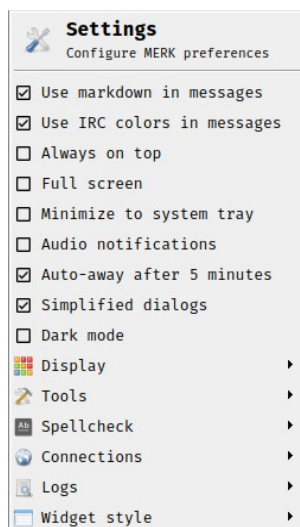 Settings
Configure MERK preferences
Use markdown in messages
Use IRC colors in messages
Always on top
Full screen
Minimize to system tray
Audio notifications
Auto-away after 5 minutes
Simplified dialogs
Dark mode
Display
Tools
Ab Spellcheck
Connections
Logs
Widget style